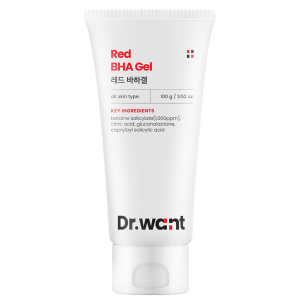 Red
BHA Gel
레드 바하겔
all skin type
100 g / 3.52 oz
KEY INGREDIENTS
betaine salicylate(1,000ppm),
citric acid, gluconolactone,
capryloyl salicylic acid
Dr.want